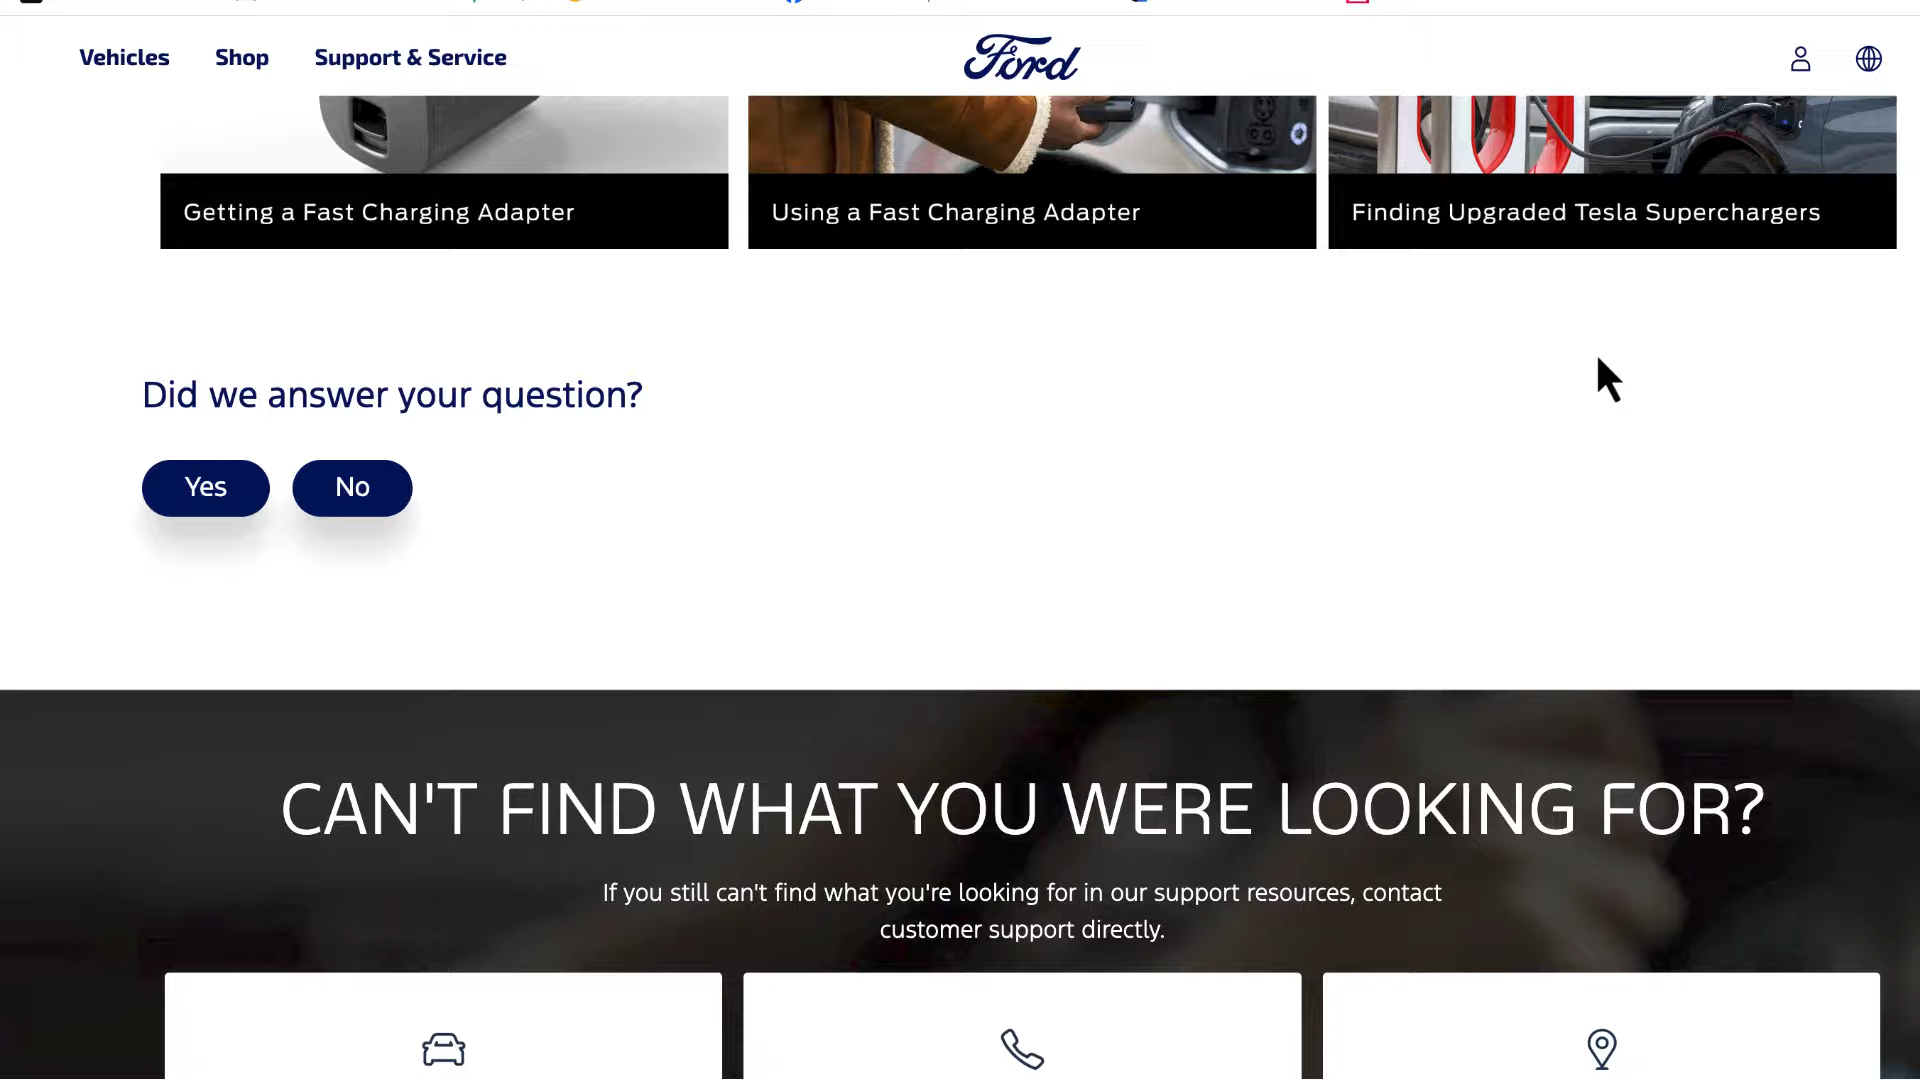 Vehicles Shop Support & Service Ford
Getting a Fast Charging Adapter
Using a Fast Charging Adapter
Finding Upgraded Tesla Superchargers
Did we answer your question?
Yes No
CAN'T FIND WHAT YOU WERE LOOKING FOR?
If you still can't find what you're looking for in our support resources, contact
customer support directly.